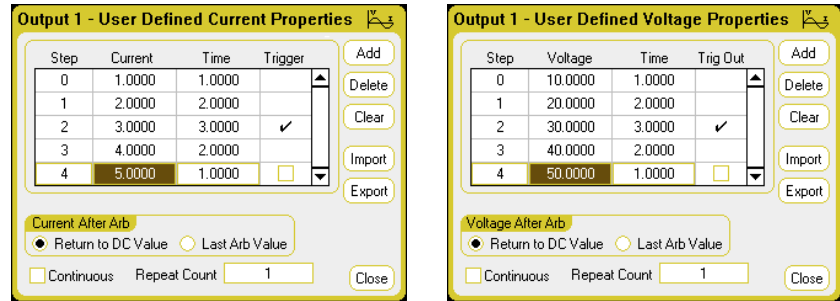 Output 1 - User Defined Current Properties
Step Current Time Trigger
0 1.0000 1.0000
1 2.0000 2.0000
2 3.0000 3.0000 ✓
3 4.0000 2.0000
4 5.0000 1.0000
Add
Delete
Clear
Import
Export
Current After Arb
Return to DC Value Last Arb Value
Continuous Repeat Count 1
Close
Output 1 - User Defined Voltage Properties
Step Voltage Time Trig Out
0 10.0000 1.0000
1 20.0000 2.0000
2 30.0000 3.0000 ✓
3 40.0000 2.0000
4 50.0000 1.0000
Add
Delete
Clear
Import
Export
Voltage After Arb
Return to DC Value Last Arb Value
Continuous Repeat Count 1
Close